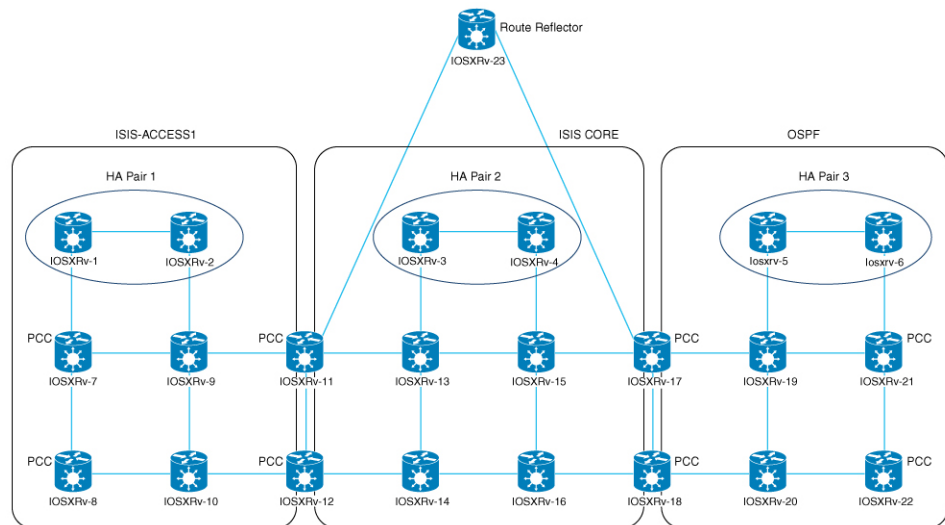 Route Reflector
IOSXRv-23
ISIS-ACCESS1
ISIS CORE
OSPF
HA Pair 1
HA Pair 2
HA Pair 3
IOSXRv-1
IOSXRv-2
IOSXRv-3
IOSXRv-4
Iosxrv-5
Iosxrv-6
PCC
PCC
PCC
PCC
IOSXRv-7
IOSXRv-9
IOSXRv-11
IOSXRv-13
IOSXRv-15
IOSXRv-17
IOSXRv-19
IOSXRv-21
PCC
PCC
PCC
PCC
IOSXRv-8
IOSXRv-10
IOSXRv-12
IOSXRv-14
IOSXRv-16
IOSXRv-18
IOSXRv-20
IOSXRv-22